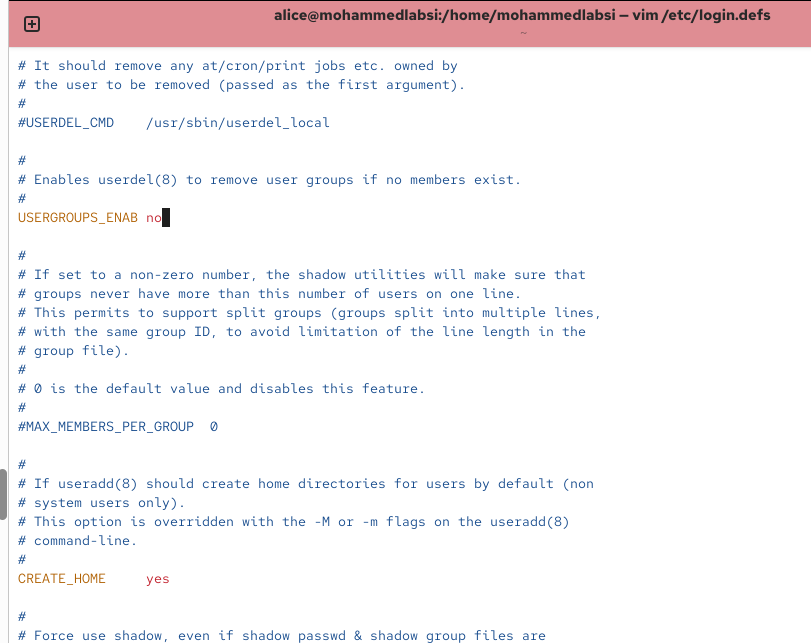 alice@mohammedlabsi:/home/mohammedlabsi — vim /etc/login.defs
~
# It should remove any at/cron/print jobs etc. owned by
# the user to be removed (passed as the first argument).
#
#USERDEL_CMD    /usr/sbin/userdel_local

#
# Enables userdel(8) to remove user groups if no members exist.
#
USERGROUPS_ENAB no

#
# If set to a non-zero number, the shadow utilities will make sure that
# groups never have more than this number of users on one line.
# This permits to support split groups (groups split into multiple lines,
# with the same group ID, to avoid limitation of the line length in the
# group file).
#
# 0 is the default value and disables this feature.
#
#MAX_MEMBERS_PER_GROUP  0

#
# If useradd(8) should create home directories for users by default (non
# system users only).
# This option is overridden with the -M or -m flags on the useradd(8)
# command-line.
#
CREATE_HOME     yes

#
# Force use shadow, even if shadow passwd & shadow group files are